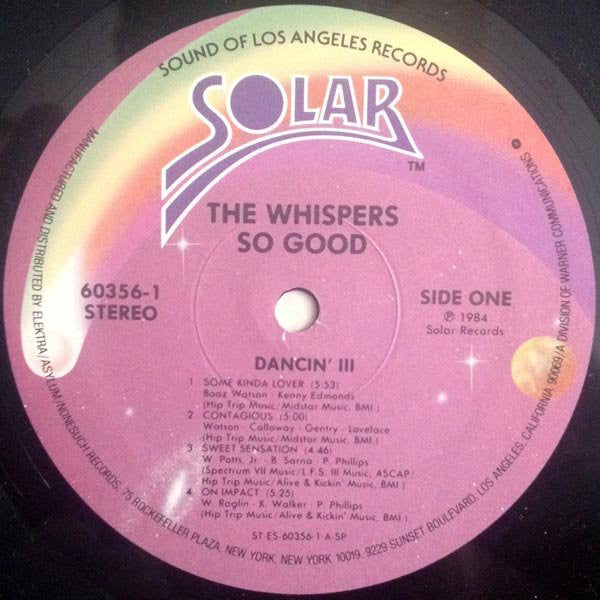 SOUND OF LOS ANGELES RECORDS
SOLAR
TM
THE WHISPERS
SO GOOD
60356-1
STEREO
SIDE ONE
℗ 1984
Solar Records
DANCIN' III
1 SOME KINDA LOVER (5:53)
Boaz Watson - Kenny Edmonds
(Hip Trip Music/Midstar Music, BMI.)
2. CONTAGIOUS (5:00)
Watson - Calloway - Gentry - Lovelace
(Hip Trip Music/Midstar Music, BMI.)
3. SWEET SENSATION (4:46)
W. Potts, Jr. - B. Sarna - P. Phillips
(Spectrum VII Music/L.F.S. III Music, ASCAP/
Hip Trip Music/Alive & Kickin' Music, BMI.)
4 ON IMPACT (5:25)
W. Raglin - K. Walker - P. Phillips
(Hip Trip Music/Alive & Kickin' Music, BMI.)
ST-ES-60356-1-A-SP
MANUFACTURED AND DISTRIBUTED BY ELEKTRA/ASYLUM/NONESUCH RECORDS, 75 ROCKEFELLER PLAZA, NEW YORK, NEW YORK 10019. 9229 SUNSET BOULEVARD, LOS ANGELES, CALIFORNIA 90069/A DIVISION OF WARNER COMMUNICATIONS